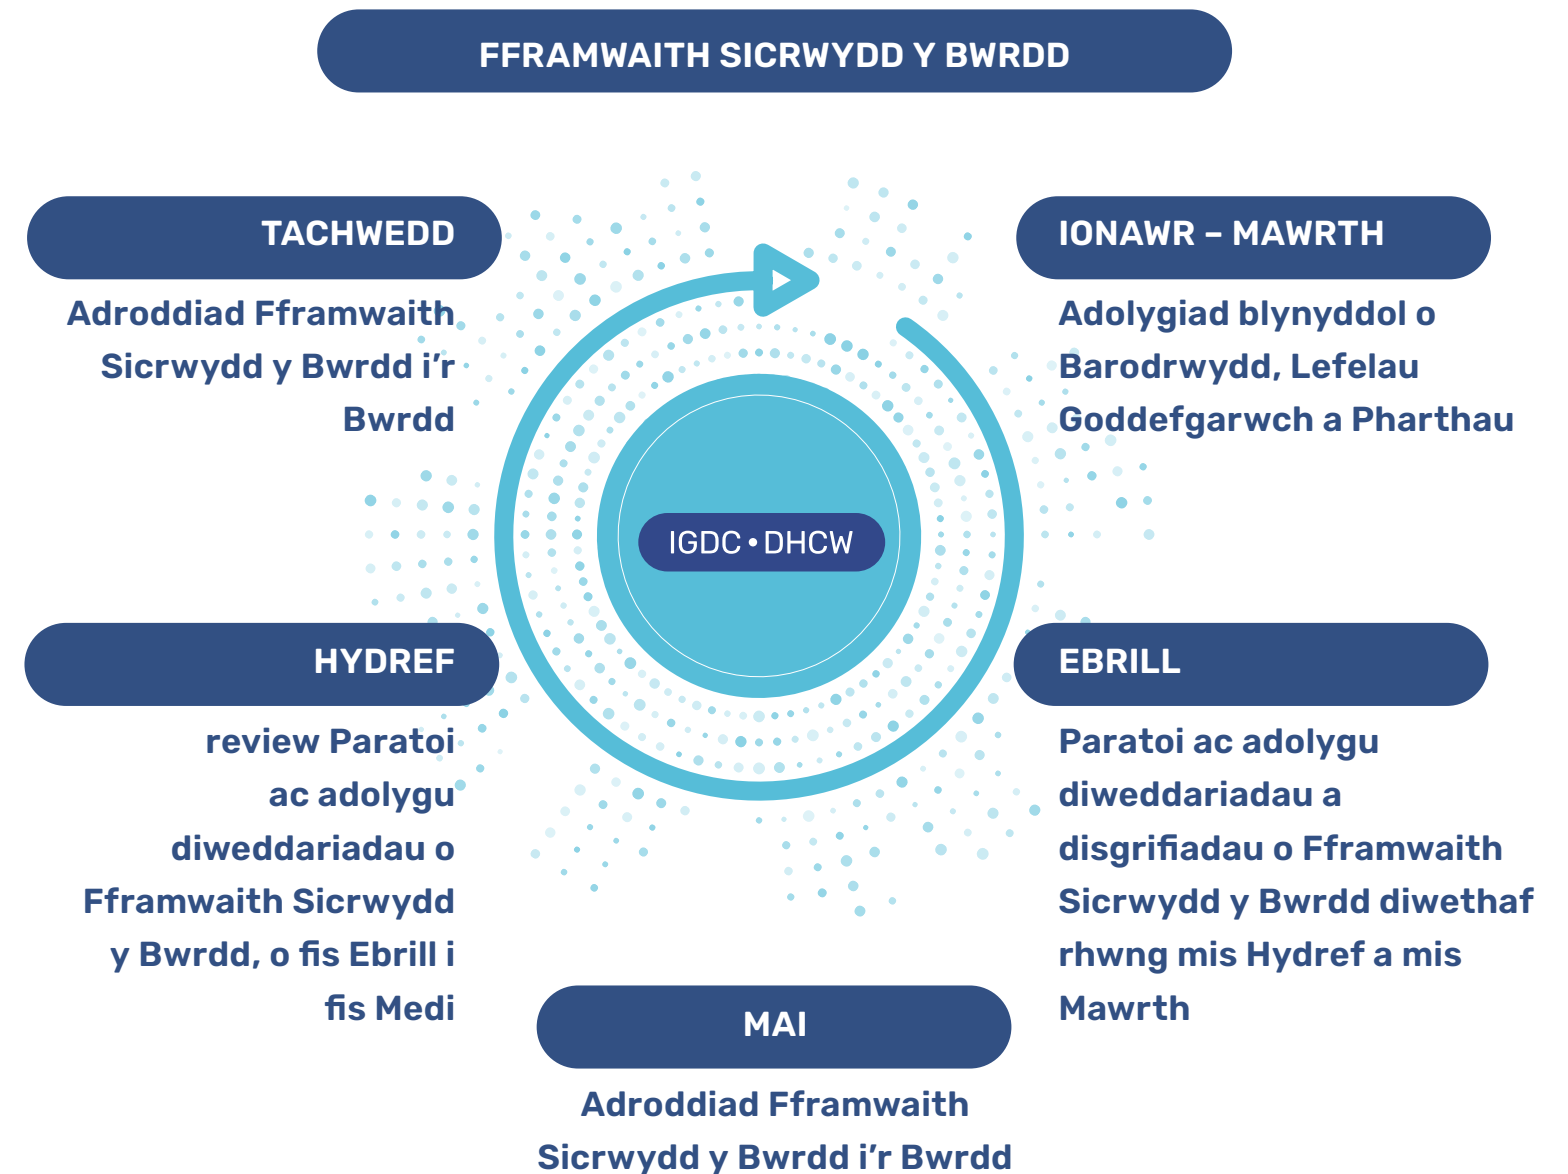 FFRAMWAITH SICRWYDD Y BWRDD
IONAWR – MAWRTH
Adolygiad blynyddol o
Barodrwydd, Lefelau
Goddefgarwch a Pharthau
EBRILL
Paratoi ac adolygu
diweddariadau a
disgrifiadau o Fframwaith
Sicrwydd y Bwrdd diwethaf
rhwng mis Hydref a mis
Mawrth
MAI
Adroddiad Fframwaith
Sicrwydd y Bwrdd i’r Bwrdd
HYDREF
review Paratoi
ac adolygu
diweddariadau o
Fframwaith Sicrwydd
y Bwrdd, o fis Ebrill i
fis Medi
TACHWEDD
Adroddiad Fframwaith
Sicrwydd y Bwrdd i’r
Bwrdd
IGDC • DHCW